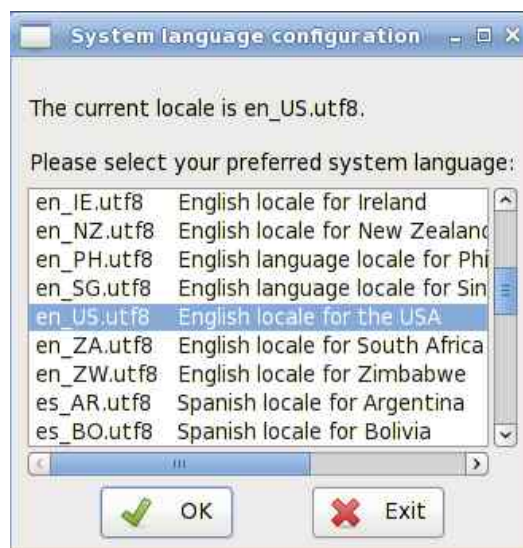 System language configuration
The current locale is en_US.utf8.
Please select your preferred system language:
en_IE.utf8 English locale for Ireland
en_NZ.utf8 English locale for New Zealand
en_PH.utf8 English language locale for Phi
en_SG.utf8 English language locale for Sin
en_US.utf8 English locale for the USA
en_ZA.utf8 English locale for South Africa
en_ZW.utf8 English locale for Zimbabwe
es_AR.utf8 Spanish locale for Argentina
es_BO.utf8 Spanish locale for Bolivia
OK Exit